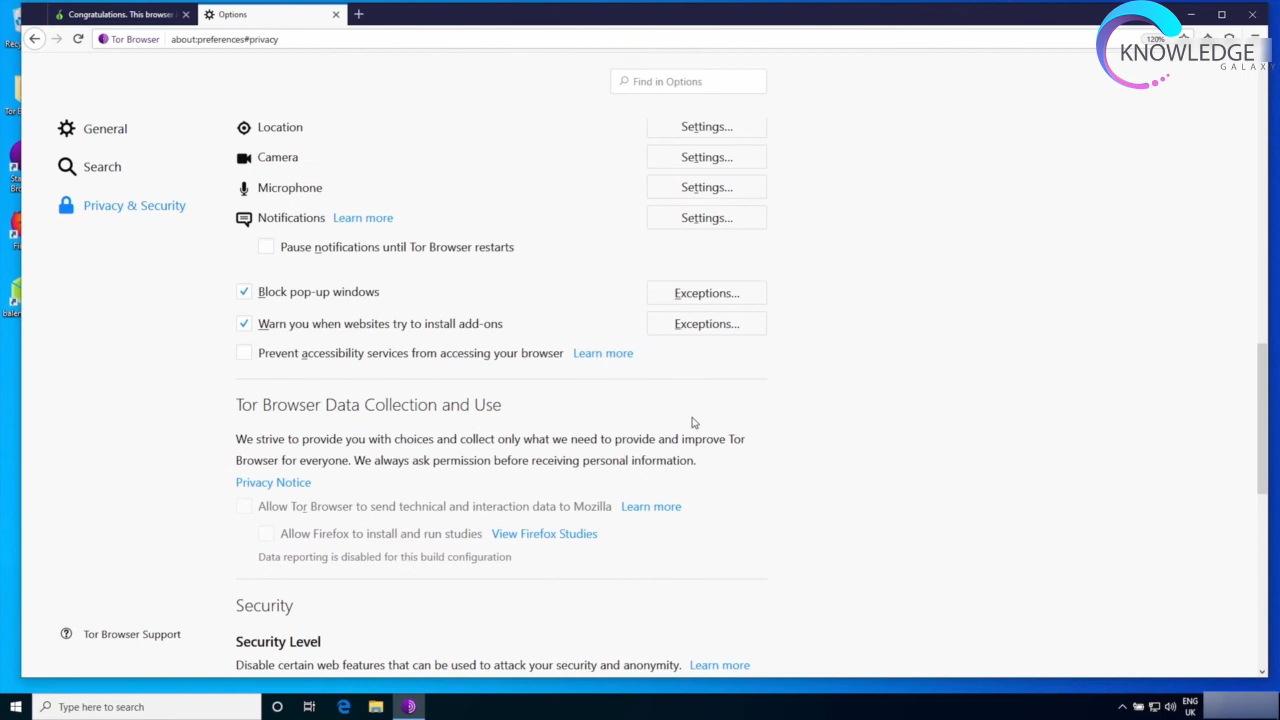 Congratulations. This browser
Options
Tor Browser
about:preferences#privacy
120%
KNOWLEDGE
GALAXY
Find in Options
General
Search
Privacy & Security
Location
Settings...
Camera
Settings...
Microphone
Settings...
Notifications Learn more
Settings...
Pause notifications until Tor Browser restarts
Block pop-up windows
Exceptions...
Warn you when websites try to install add-ons
Exceptions...
Prevent accessibility services from accessing your browser Learn more
Tor Browser Data Collection and Use
We strive to provide you with choices and collect only what we need to provide and improve Tor
Browser for everyone. We always ask permission before receiving personal information.
Privacy Notice
Allow Tor Browser to send technical and interaction data to Mozilla Learn more
Allow Firefox to install and run studies View Firefox Studies
Data reporting is disabled for this build configuration
Security
Security Level
Disable certain web features that can be used to attack your security and anonymity. Learn more
Tor Browser Support
Type here to search
ENG
UK